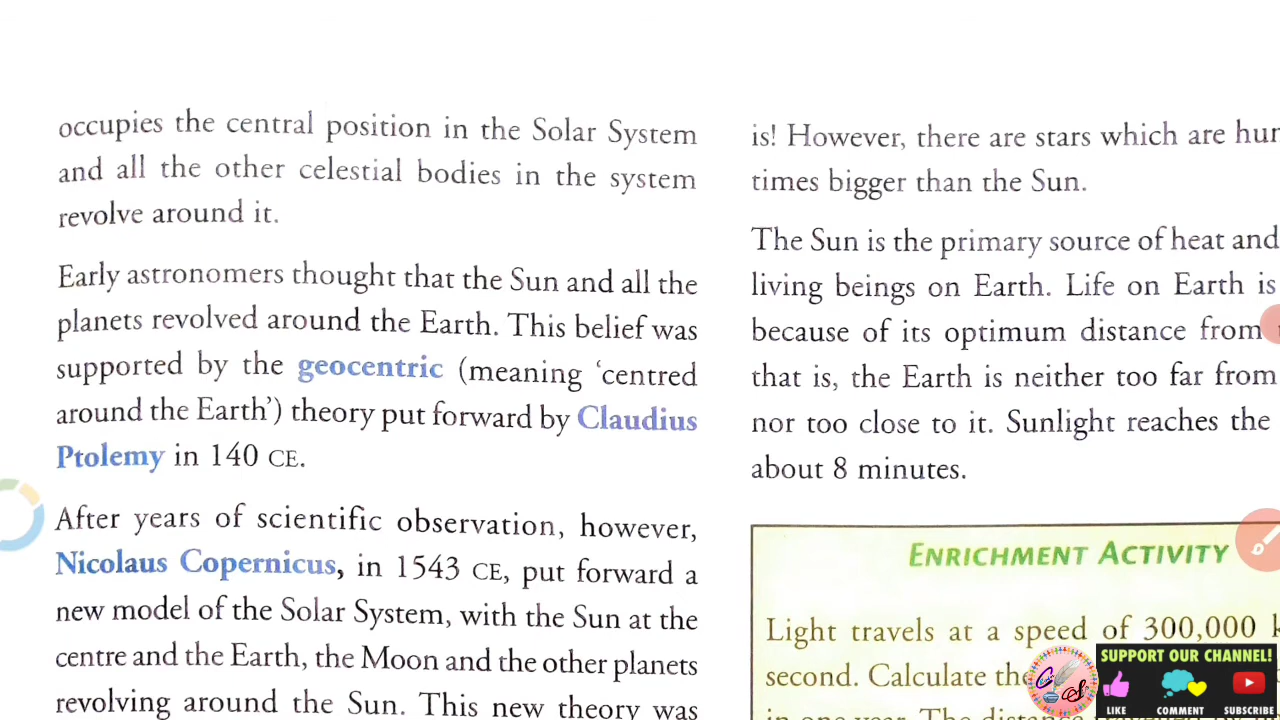 occupies the central position in the Solar System
and all the other celestial bodies in the system
revolve around it.
Early astronomers thought that the Sun and all the
planets revolved around the Earth. This belief was
supported by the geocentric (meaning ‘centred
around the Earth’) theory put forward by Claudius
Ptolemy in 140 CE.
After years of scientific observation, however,
Nicolaus Copernicus, in 1543 CE, put forward a
new model of the Solar System, with the Sun at the
centre and the Earth, the Moon and the other planets
revolving around the Sun. This new theory was
is! However, there are stars which are
times bigger than the Sun.
The Sun is the primary source of heat and
living beings on Earth. Life on Earth is
because of its optimum distance from
that is, the Earth is neither too far from
nor too close to it. Sunlight reaches the
about 8 minutes.
ENRICHMENT ACTIVITY
Light travels at a speed of 300,000
second. Calculate the
in one year. The distance
SUPPORT OUR CHANNEL!
LIKE COMMENT SUBSCRIBE